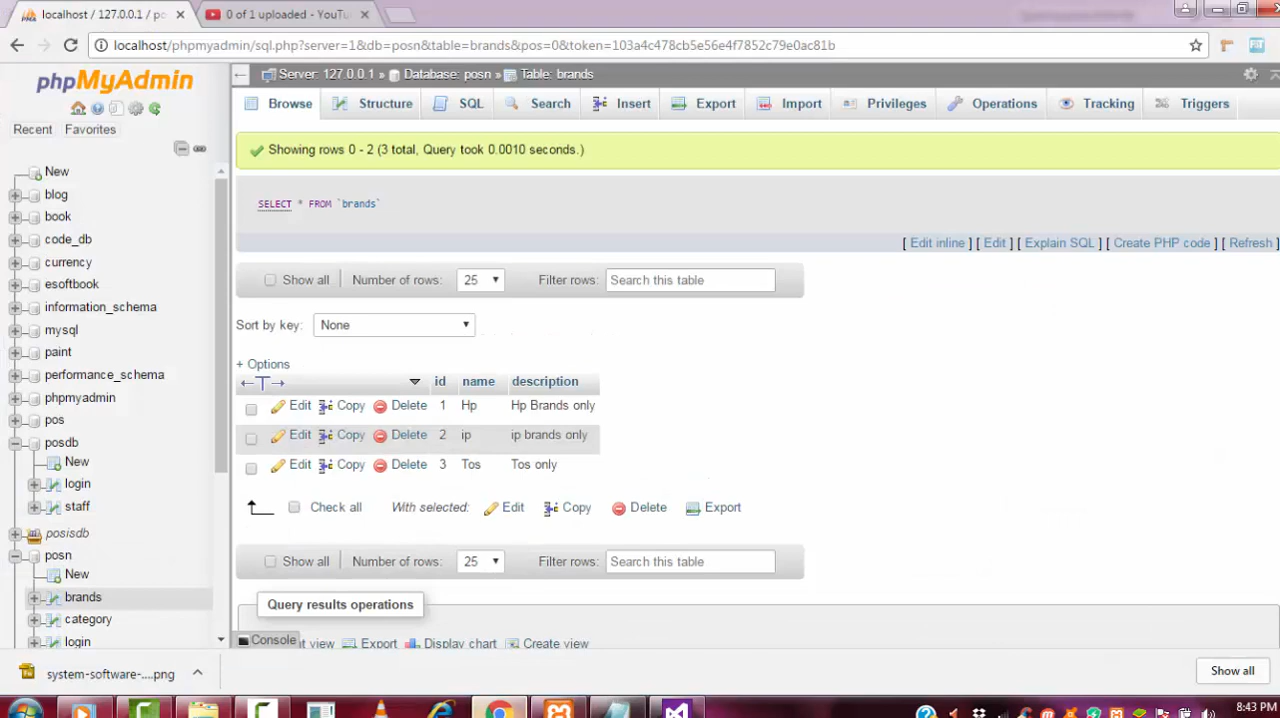 localhost / 127.0.0.1 / po
0 of 1 uploaded - YouTu
localhost/phpmyadmin/sql.php?server=1&db=posn&table=brands&pos=0&token=103a4c478cb5e56e4f7852c79e0ac81b
phpMyAdmin
Recent Favorites
New
blog
book
code_db
currency
esoftbook
information_schema
mysql
paint
performance_schema
phpmyadmin
pos
posdb
New
login
staff
posisdb
posn
New
brands
category
login
Server: 127.0.0.1 » Database: posn » Table: brands
Browse Structure SQL Search Insert Export Import Privileges Operations Tracking Triggers
Showing rows 0 - 2 (3 total, Query took 0.0010 seconds.)
SELECT * FROM `brands`
[ Edit inline ] [ Edit ] [ Explain SQL ] [ Create PHP code ] [ Refresh ]
Show all Number of rows: 25 Filter rows: Search this table
Sort by key: None
+ Options
←T→ id name description
Edit Copy Delete 1 Hp Hp Brands only
Edit Copy Delete 2 ip ip brands only
Edit Copy Delete 3 Tos Tos only
Check all With selected: Edit Copy Delete Export
Show all Number of rows: 25 Filter rows: Search this table
Query results operations
Console nt view Export Display chart Create view
system-software-....png
Show all
8:43 PM